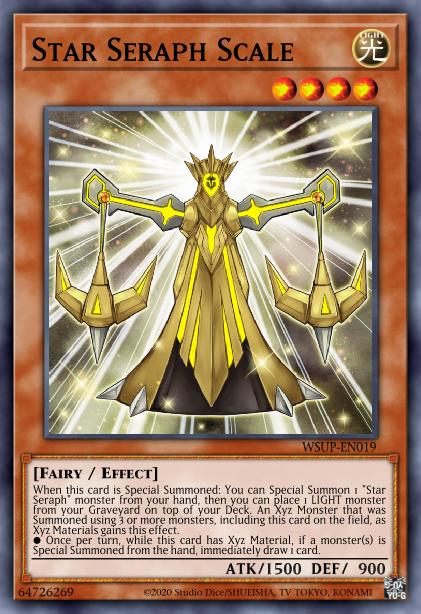 STAR SERAPH SCALE
LIGHT
光
WSUP-EN019
[FAIRY / EFFECT]
When this card is Special Summoned: You can Special Summon 1 "Star
Seraph" monster from your hand, then you can place 1 LIGHT monster
from your Graveyard on top of your Deck. An Xyz Monster that was
Summoned using 3 or more monsters, including this card on the field, as
Xyz Materials gains this effect.
● Once per turn, while this card has Xyz Material, if a monster(s) is
Special Summoned from the hand, immediately draw 1 card.
ATK/1500 DEF/ 900
64726269
©2020 Studio Dice/SHUEISHA, TV TOKYO, KONAMI